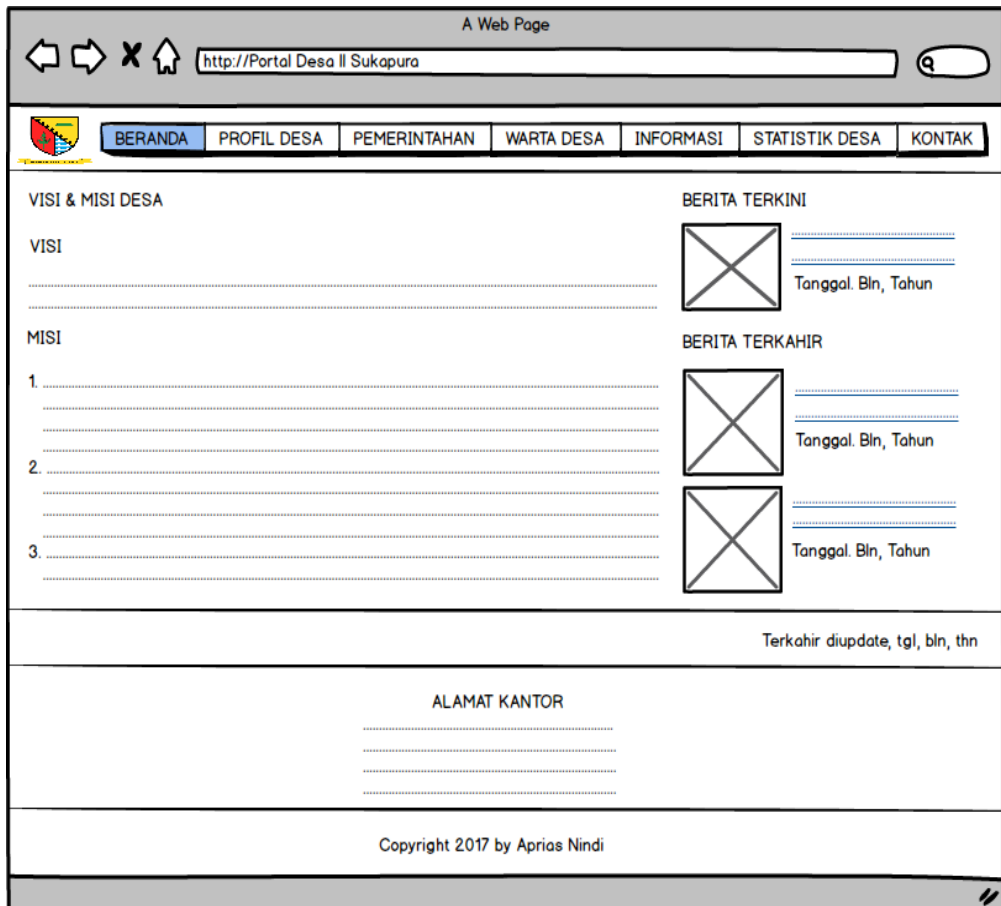 A Web Page
http://Portal Desa II Sukapura
BERANDA PROFIL DESA PEMERINTAHAN WARTA DESA INFORMASI STATISTIK DESA KONTAK
VISI & MISI DESA
VISI
MISI
1.
2.
3.
BERITA TERKINI
Tanggal. Bln, Tahun
BERITA TERKAHIR
Tanggal. Bln, Tahun
Tanggal. Bln, Tahun
Terkahir diupdate, tgl, bln, thn
ALAMAT KANTOR
Copyright 2017 by Aprias Nindi